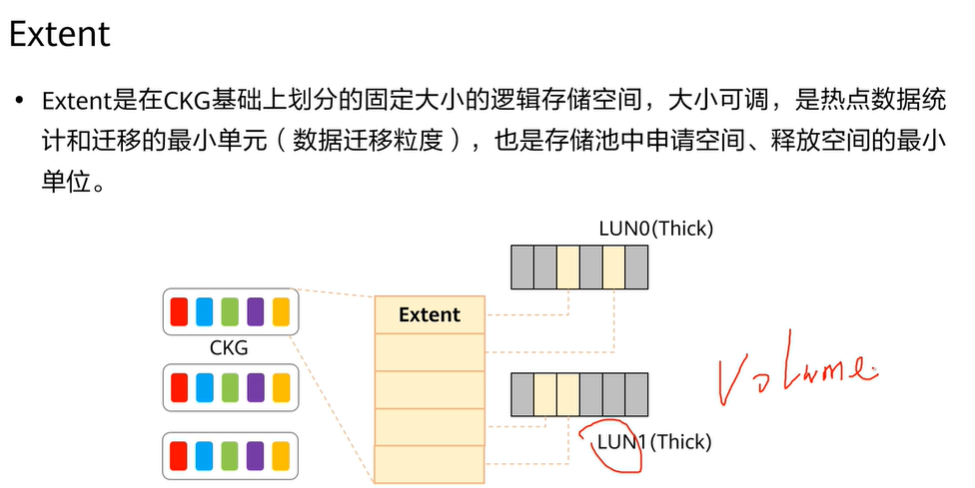 Extent
• Extent是在CKG基础上划分的固定大小的逻辑存储空间，大小可调，是热点数据统
计和迁移的最小单元（数据迁移粒度），也是存储池中申请空间、释放空间的最小
单位。
LUN0(Thick)
Extent
CKG
Volume
LUN1(Thick)